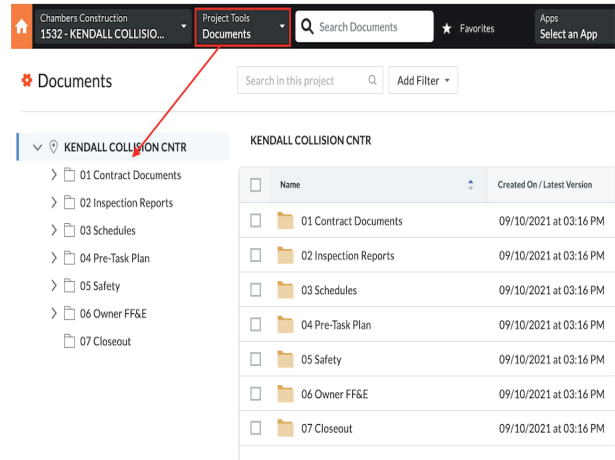 Chambers Construction
1532 - KENDALL COLLISIO...
Project Tools
Documents
Search Documents
Favorites
Apps
Select an App
Documents
Search in this project
Add Filter
KENDALL COLLISION CNTR
01 Contract Documents
02 Inspection Reports
03 Schedules
04 Pre-Task Plan
05 Safety
06 Owner FF&E
07 Closeout
KENDALL COLLISION CNTR
Name Created On / Latest Version
01 Contract Documents 09/10/2021 at 03:16 PM
02 Inspection Reports 09/10/2021 at 03:16 PM
03 Schedules 09/10/2021 at 03:16 PM
04 Pre-Task Plan 09/10/2021 at 03:16 PM
05 Safety 09/10/2021 at 03:16 PM
06 Owner FF&E 09/10/2021 at 03:16 PM
07 Closeout 09/10/2021 at 03:16 PM